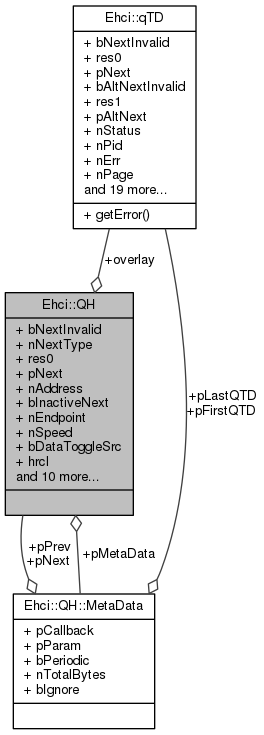 Ehci::qTD
+ bNextInvalid
+ res0
+ pNext
+ bAltNextInvalid
+ res1
+ pAltNext
+ nStatus
+ nPid
+ nErr
+ nPage
and 19 more...
+ getError()
+overlay
Ehci::QH
+ bNextInvalid
+ nNextType
+ res0
+ pNext
+ nAddress
+ bInactiveNext
+ nEndpoint
+ nSpeed
+ bDataToggleSrc
+ hrcl
and 10 more...
+pLastQTD
+pFirstQTD
+pPrev
+pNext
+pMetaData
Ehci::QH::MetaData
+ pCallback
+ pParam
+ bPeriodic
+ nTotalBytes
+ bIgnore